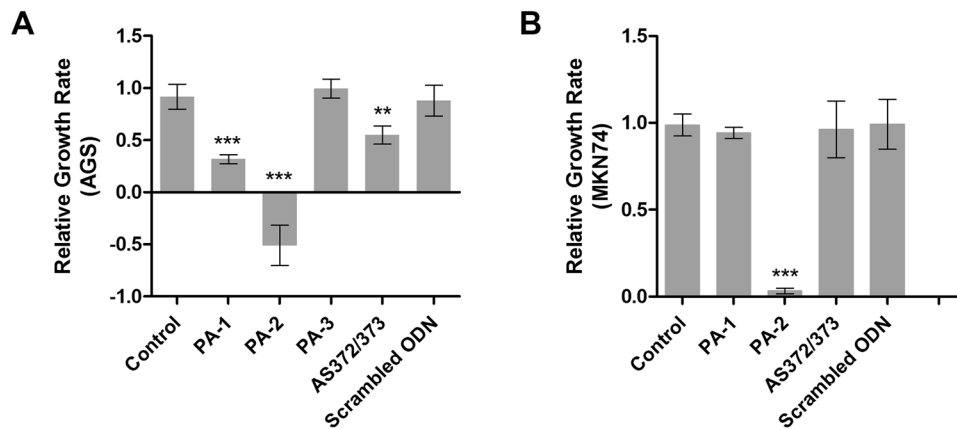 A
Relative Growth Rate
(AGS)
1.5
1.0
0.5
0.0
-0.5
-1.0
***
***
**
Control
PA-1
PA-2
PA-3
AS372/373
Scrambled ODN
B
Relative Growth Rate
(MKN74)
1.5
1.0
0.5
0.0
***
Control
PA-1
PA-2
AS372/373
Scrambled ODN